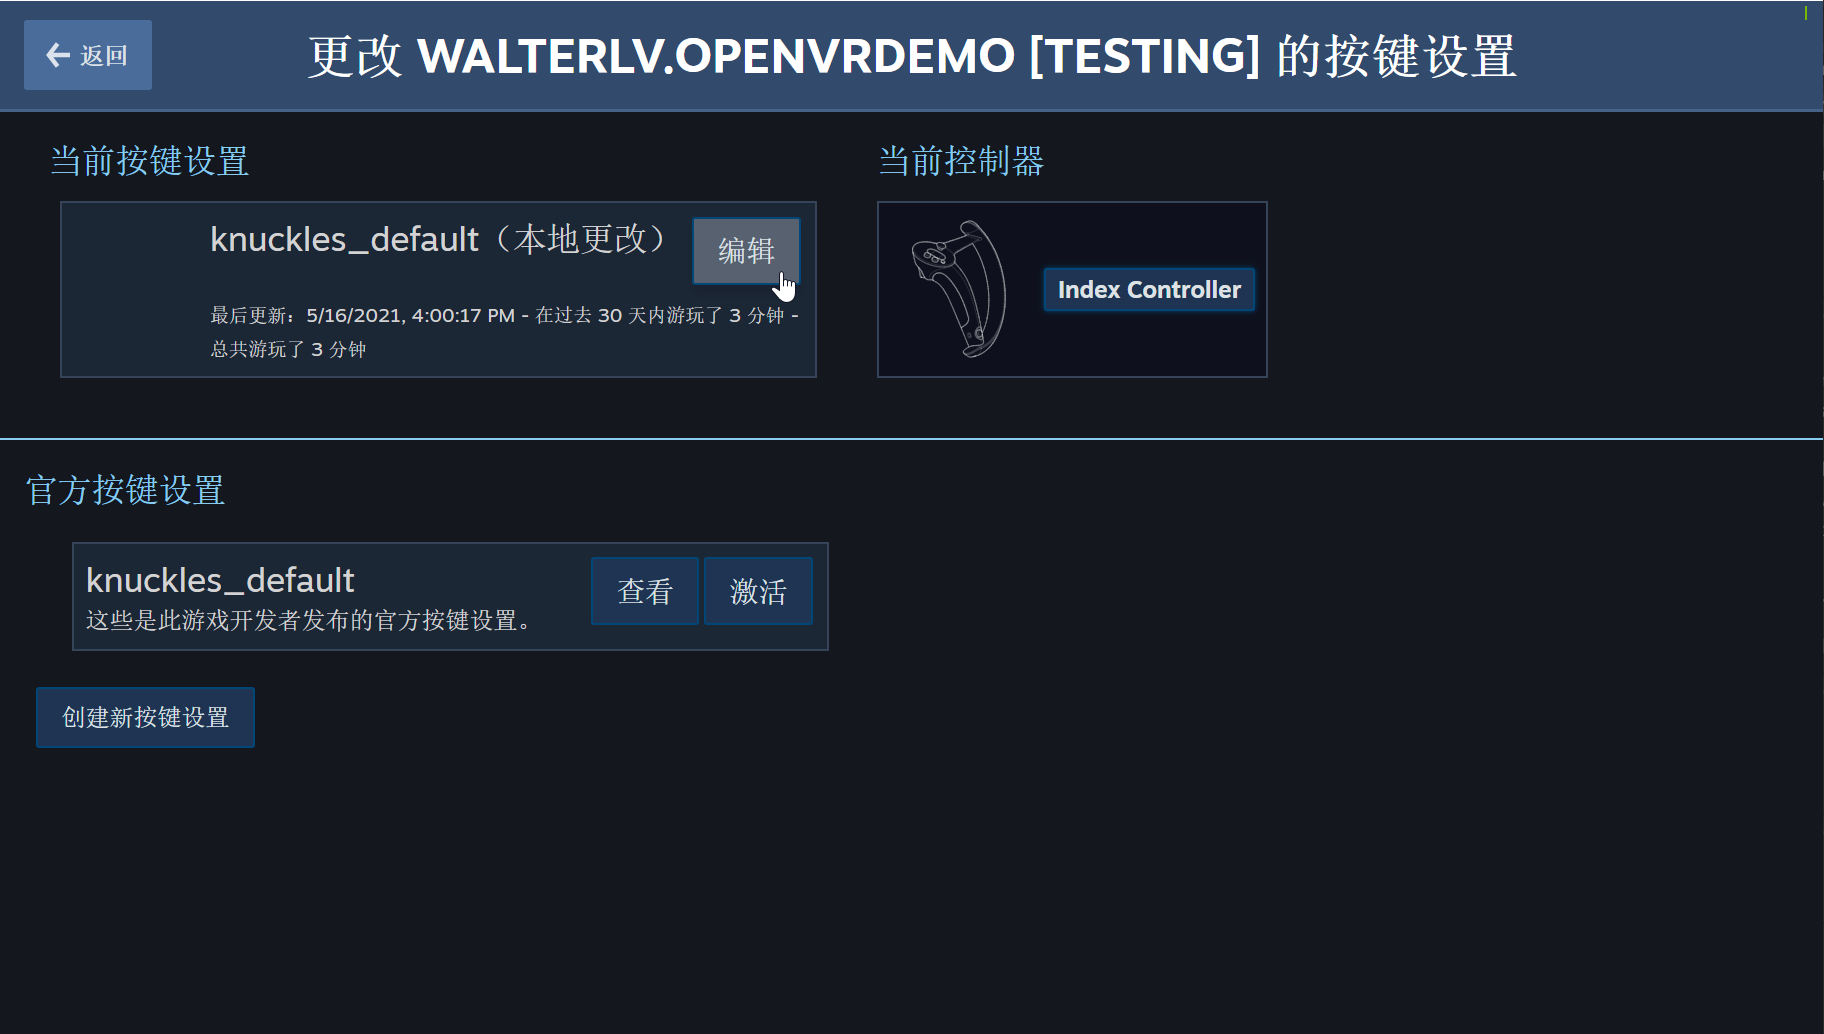 返回
更改 WALTERLV.OPENVRDEMO [TESTING] 的按键设置
当前按键设置
knuckles_default（本地更改）
编辑
最后更新：5/16/2021, 4:00:17 PM - 在过去 30 天内游玩了 3 分钟 -
总共游玩了 3 分钟
当前控制器
Index Controller
官方按键设置
knuckles_default
这些是此游戏开发者发布的官方按键设置。
查看
激活
创建新按键设置